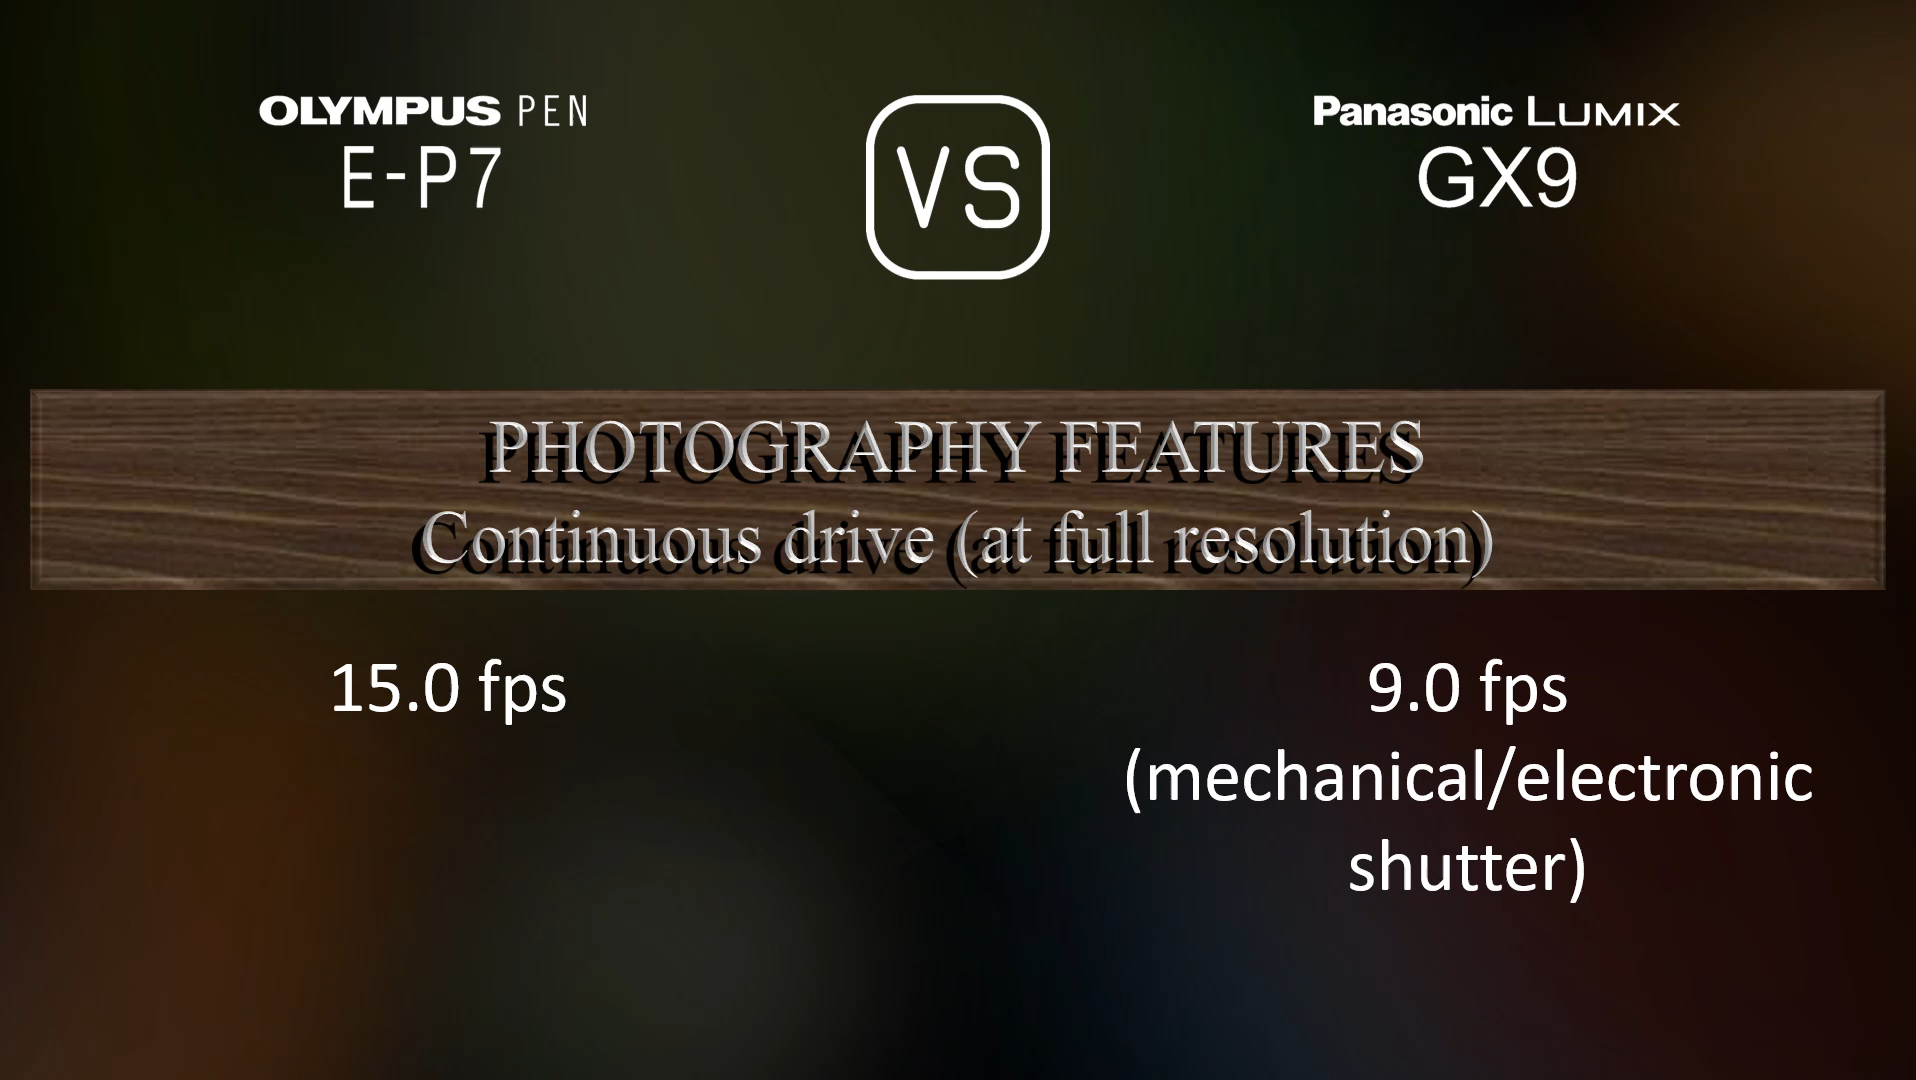 OLYMPUS PEN
E-P7
VS
Panasonic LUMIX
GX9
PHOTOGRAPHY FEATURES
Continuous drive (at full resolution)
15.0 fps
9.0 fps
(mechanical/electronic
shutter)